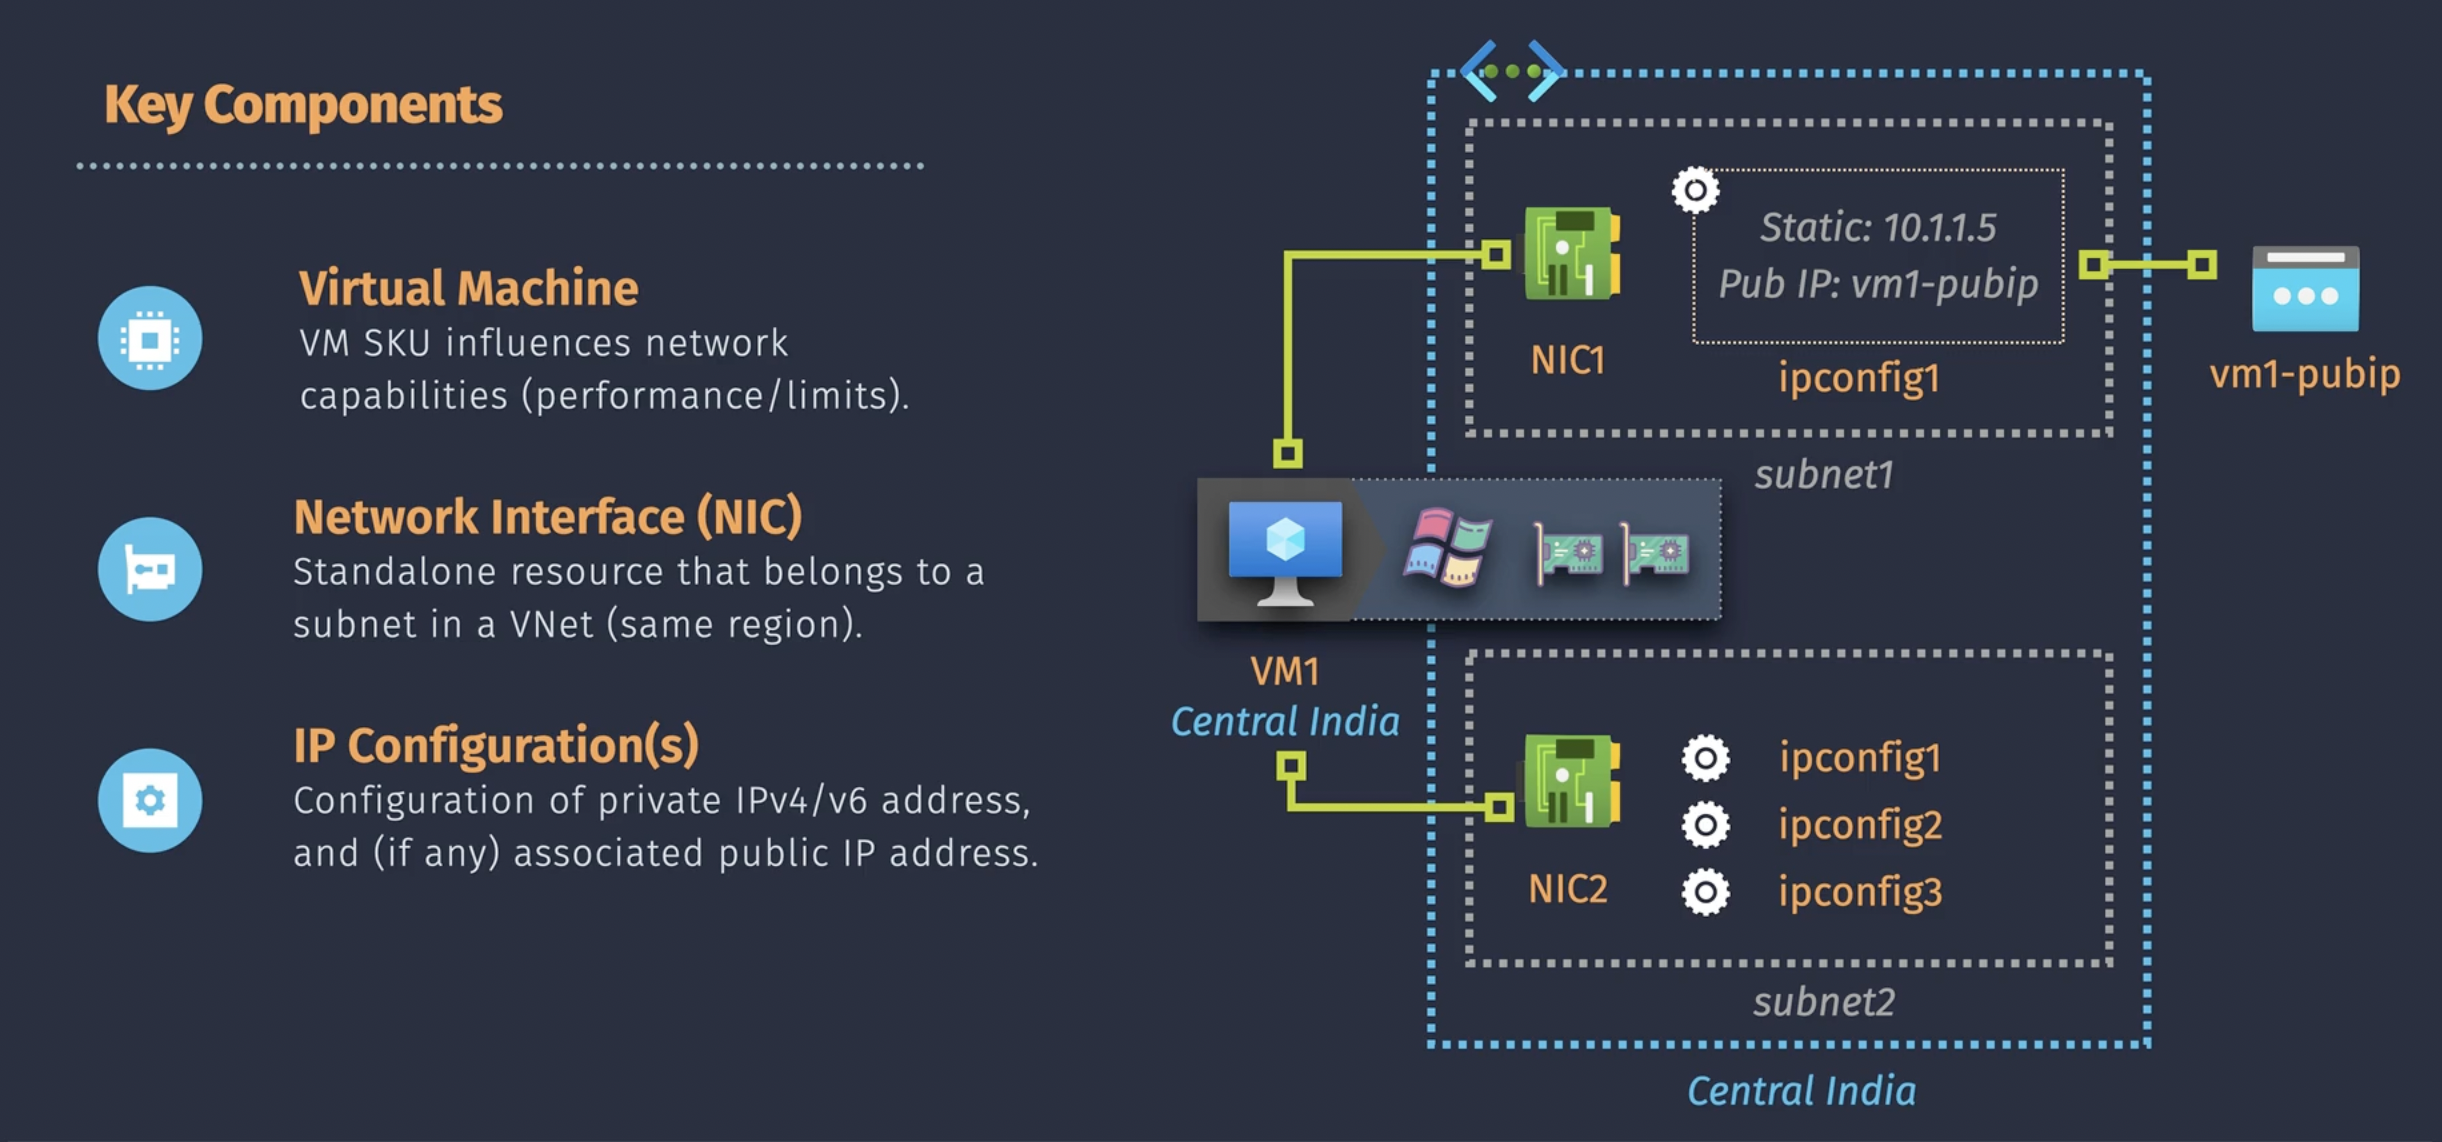 Key Components
Virtual Machine
VM SKU influences network
capabilities (performance/limits).
Network Interface (NIC)
Standalone resource that belongs to a
subnet in a VNet (same region).
IP Configuration(s)
Configuration of private IPv4/v6 address,
and (if any) associated public IP address.
Static: 10.1.1.5
Pub IP: vm1-pubip
NIC1
ipconfig1
vm1-pubip
subnet1
VM1
Central India
ipconfig1
ipconfig2
NIC2
ipconfig3
subnet2
Central India